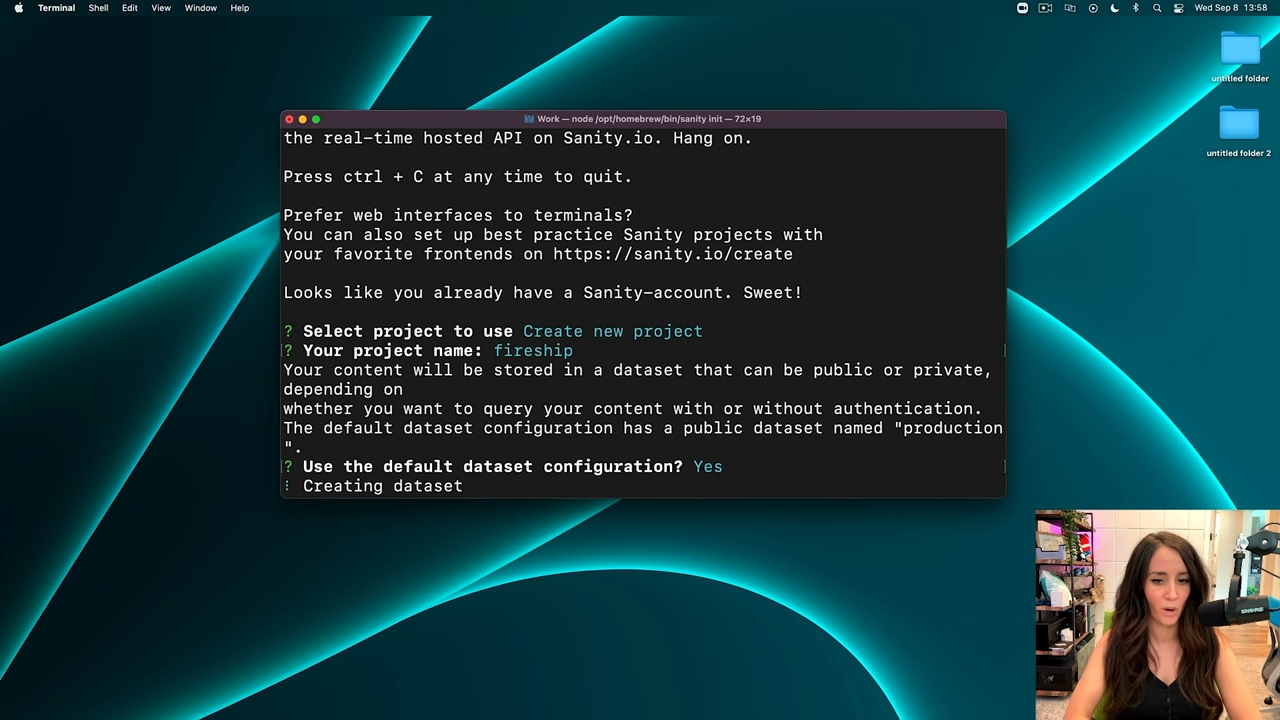 Terminal Shell Edit View Window Help
Wed Sep 8 13:58
untitled folder
untitled folder 2
Work — node /opt/homebrew/bin/sanity init — 72×19
the real-time hosted API on Sanity.io. Hang on.
Press ctrl + C at any time to quit.
Prefer web interfaces to terminals?
You can also set up best practice Sanity projects with
your favorite frontends on https://sanity.io/create
Looks like you already have a Sanity-account. Sweet!
? Select project to use Create new project
? Your project name: fireship
Your content will be stored in a dataset that can be public or private,
depending on
whether you want to query your content with or without authentication.
The default dataset configuration has a public dataset named "production
".
? Use the default dataset configuration? Yes
⠇ Creating dataset
SHURE